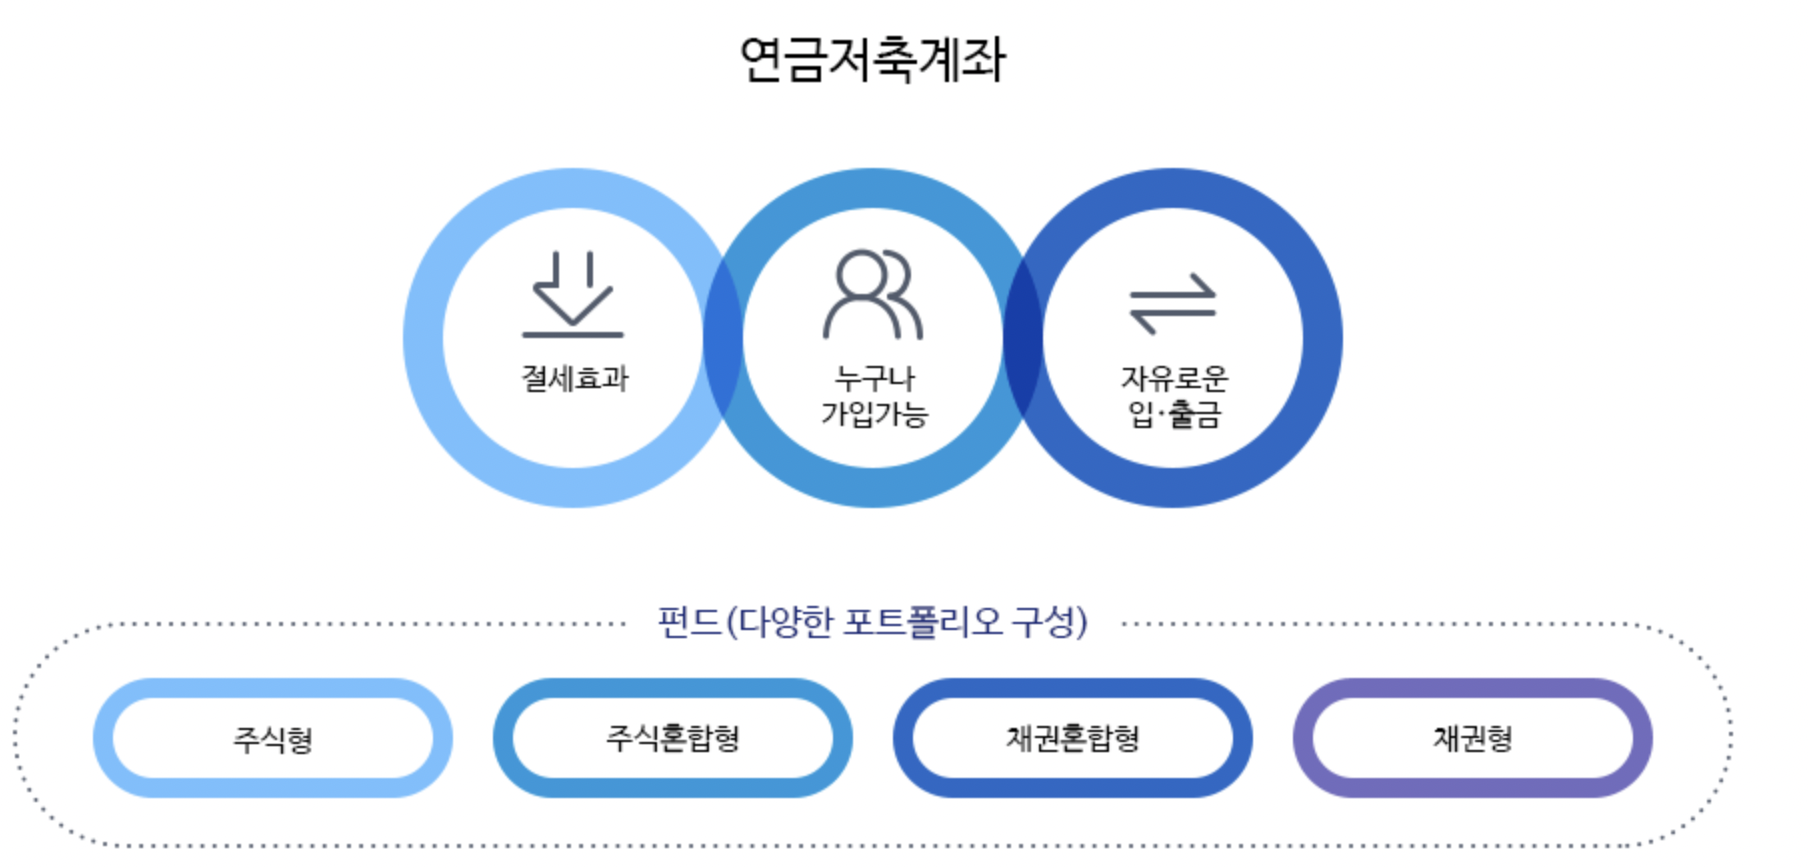 연금저축계좌
절세효과
누구나
가입가능
자유로운
입·출금
펀드(다양한 포트폴리오 구성)
주식형
주식혼합형
채권혼합형
채권형